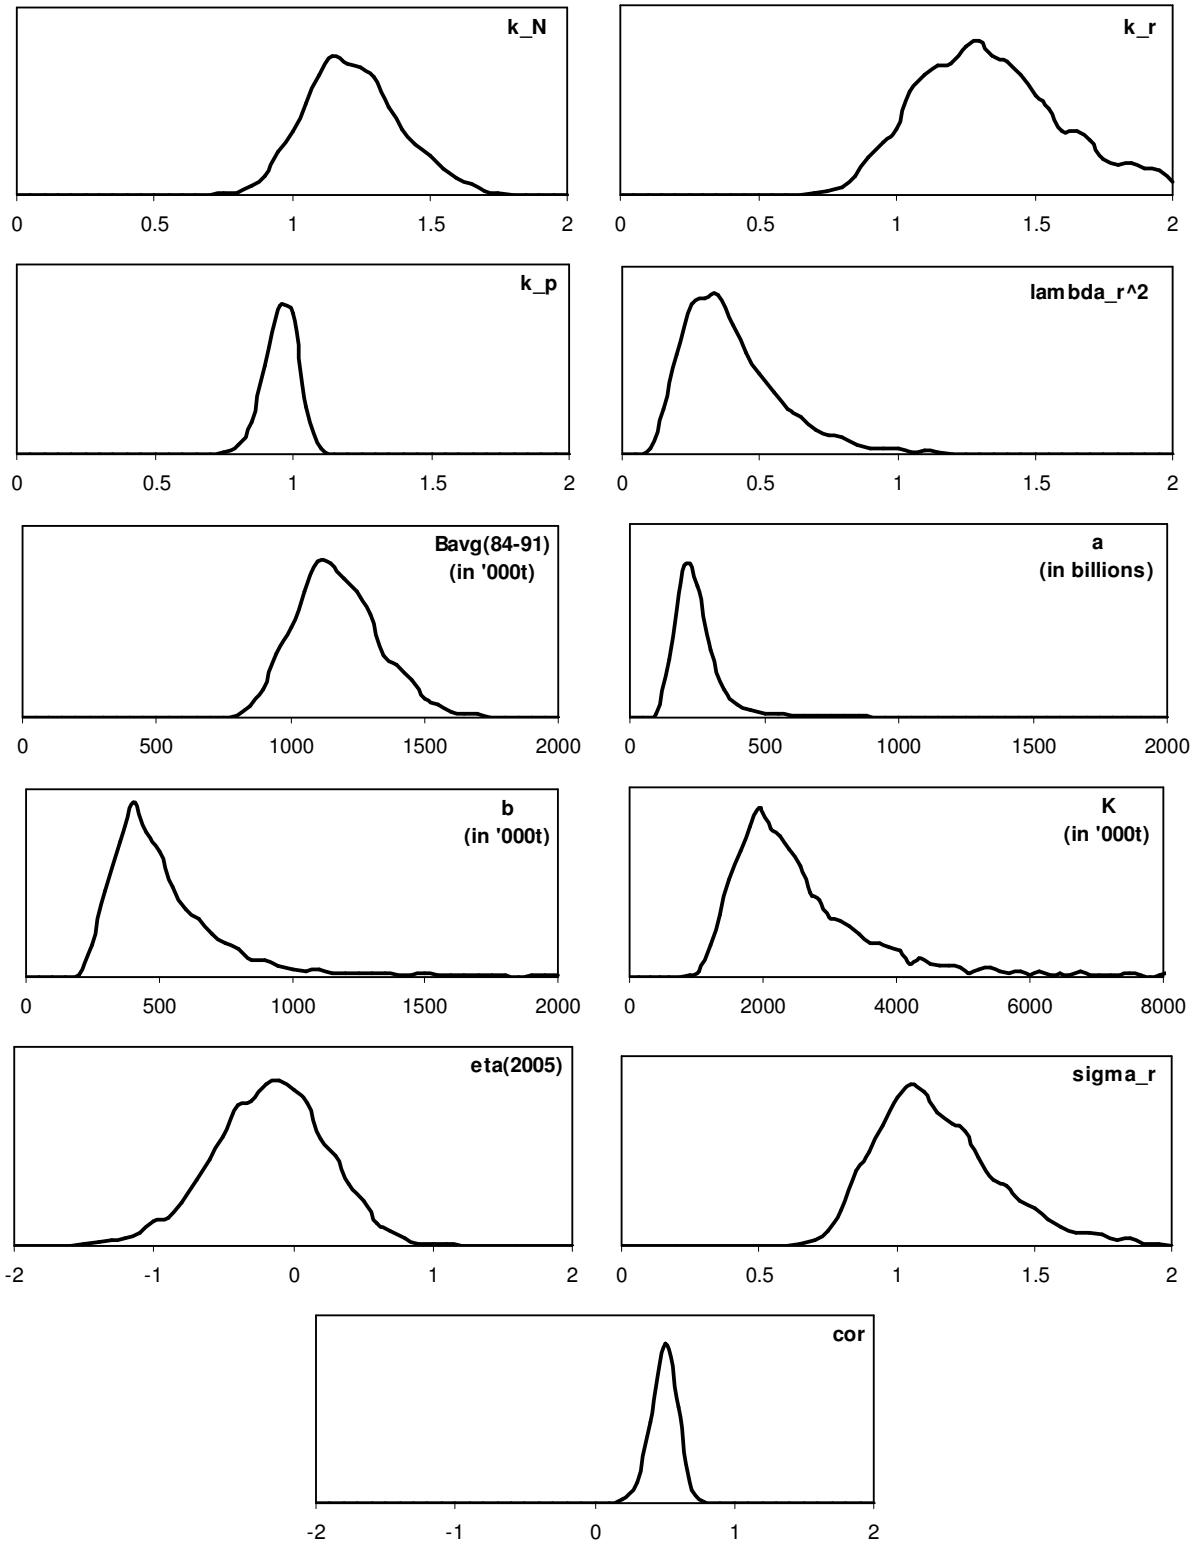 k_N
0 0.5 1 1.5 2
k_r
0 0.5 1 1.5 2
k_p
0 0.5 1 1.5 2
lambda_r^2
0 0.5 1 1.5 2
Bavg(84-91)
(in '000t)
0 500 1000 1500 2000
a
(in billions)
0 500 1000 1500 2000
b
(in '000t)
0 500 1000 1500 2000
K
(in '000t)
0 2000 4000 6000 8000
eta(2005)
-2 -1 0 1 2
sigma_r
0 0.5 1 1.5 2
cor
-2 -1 0 1 2